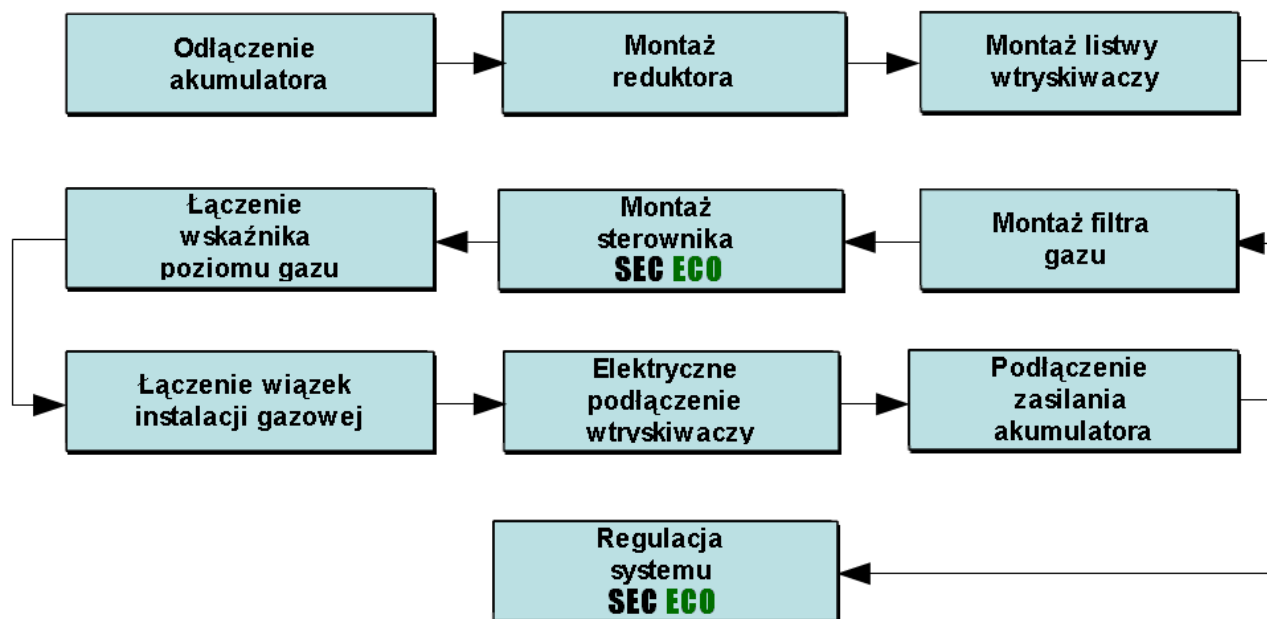 Odłączenie
akumulatora
Montaż
reduktora
Montaż listwy
wtryskiwaczy
Montaż filtra
gazu
Montaż
sterownika
SEC ECO
Łączenie
wskaźnika
poziomu gazu
Łączenie wiązek
instalacji gazowej
Elektryczne
podłączenie
wtryskiwaczy
Podłączenie
zasilania
akumulatora
Regulacja
systemu
SEC ECO